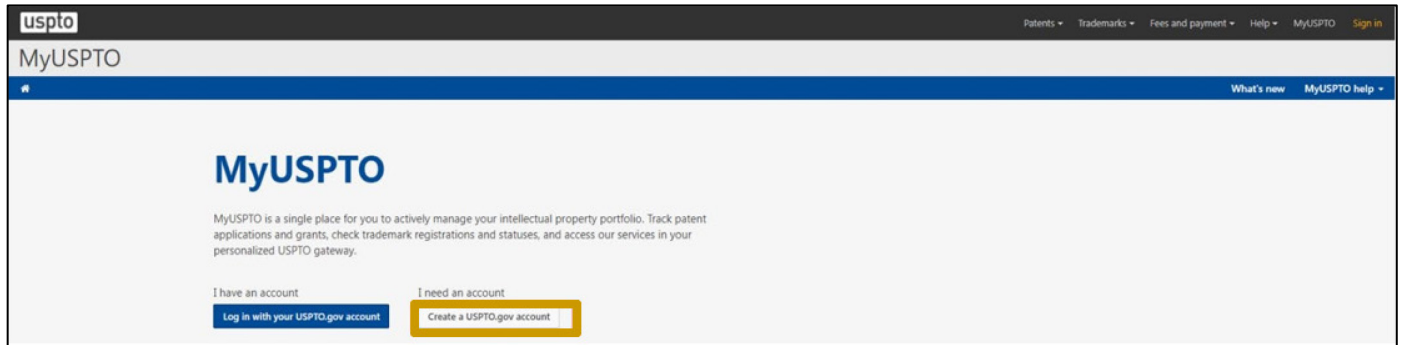 uspto Patents Trademarks Fees and payment Help MyUSPTO Sign in
MyUSPTO
What's new MyUSPTO help
MyUSPTO
MyUSPTO is a single place for you to actively manage your intellectual property portfolio. Track patent
applications and grants, check trademark registrations and statuses, and access our services in your
personalized USPTO gateway.
I have an account I need an account
Log in with your USPTO.gov account Create a USPTO.gov account